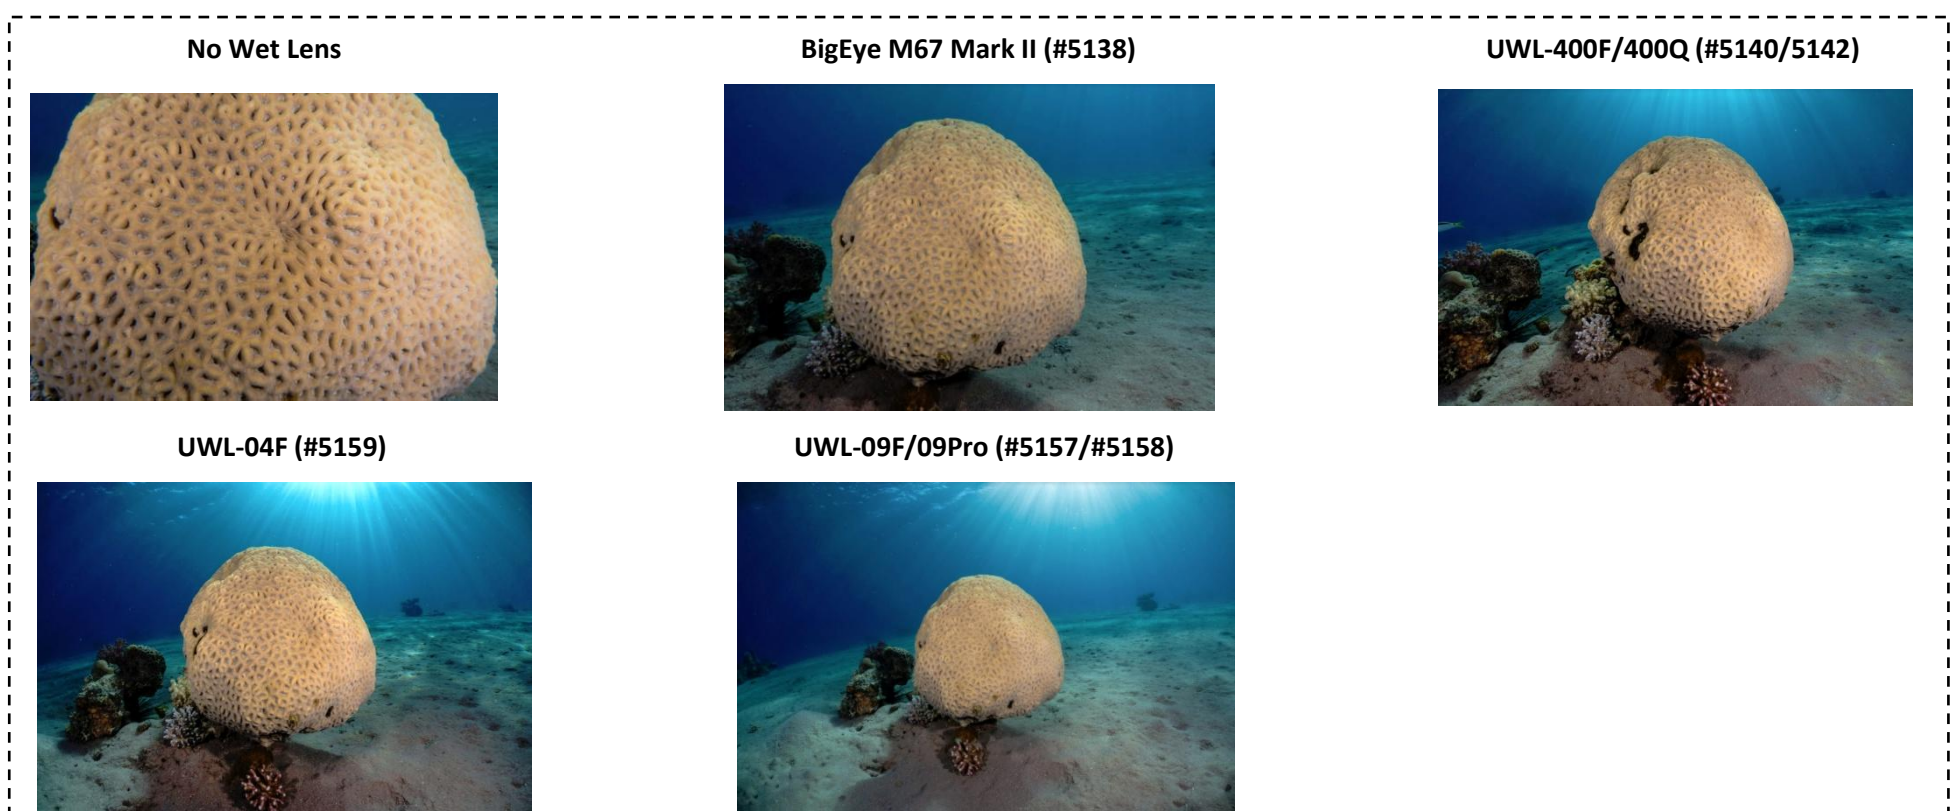 No Wet Lens
BigEye M67 Mark II (#5138)
UWL-400F/400Q (#5140/5142)
UWL-04F (#5159)
UWL-09F/09Pro (#5157/#5158)